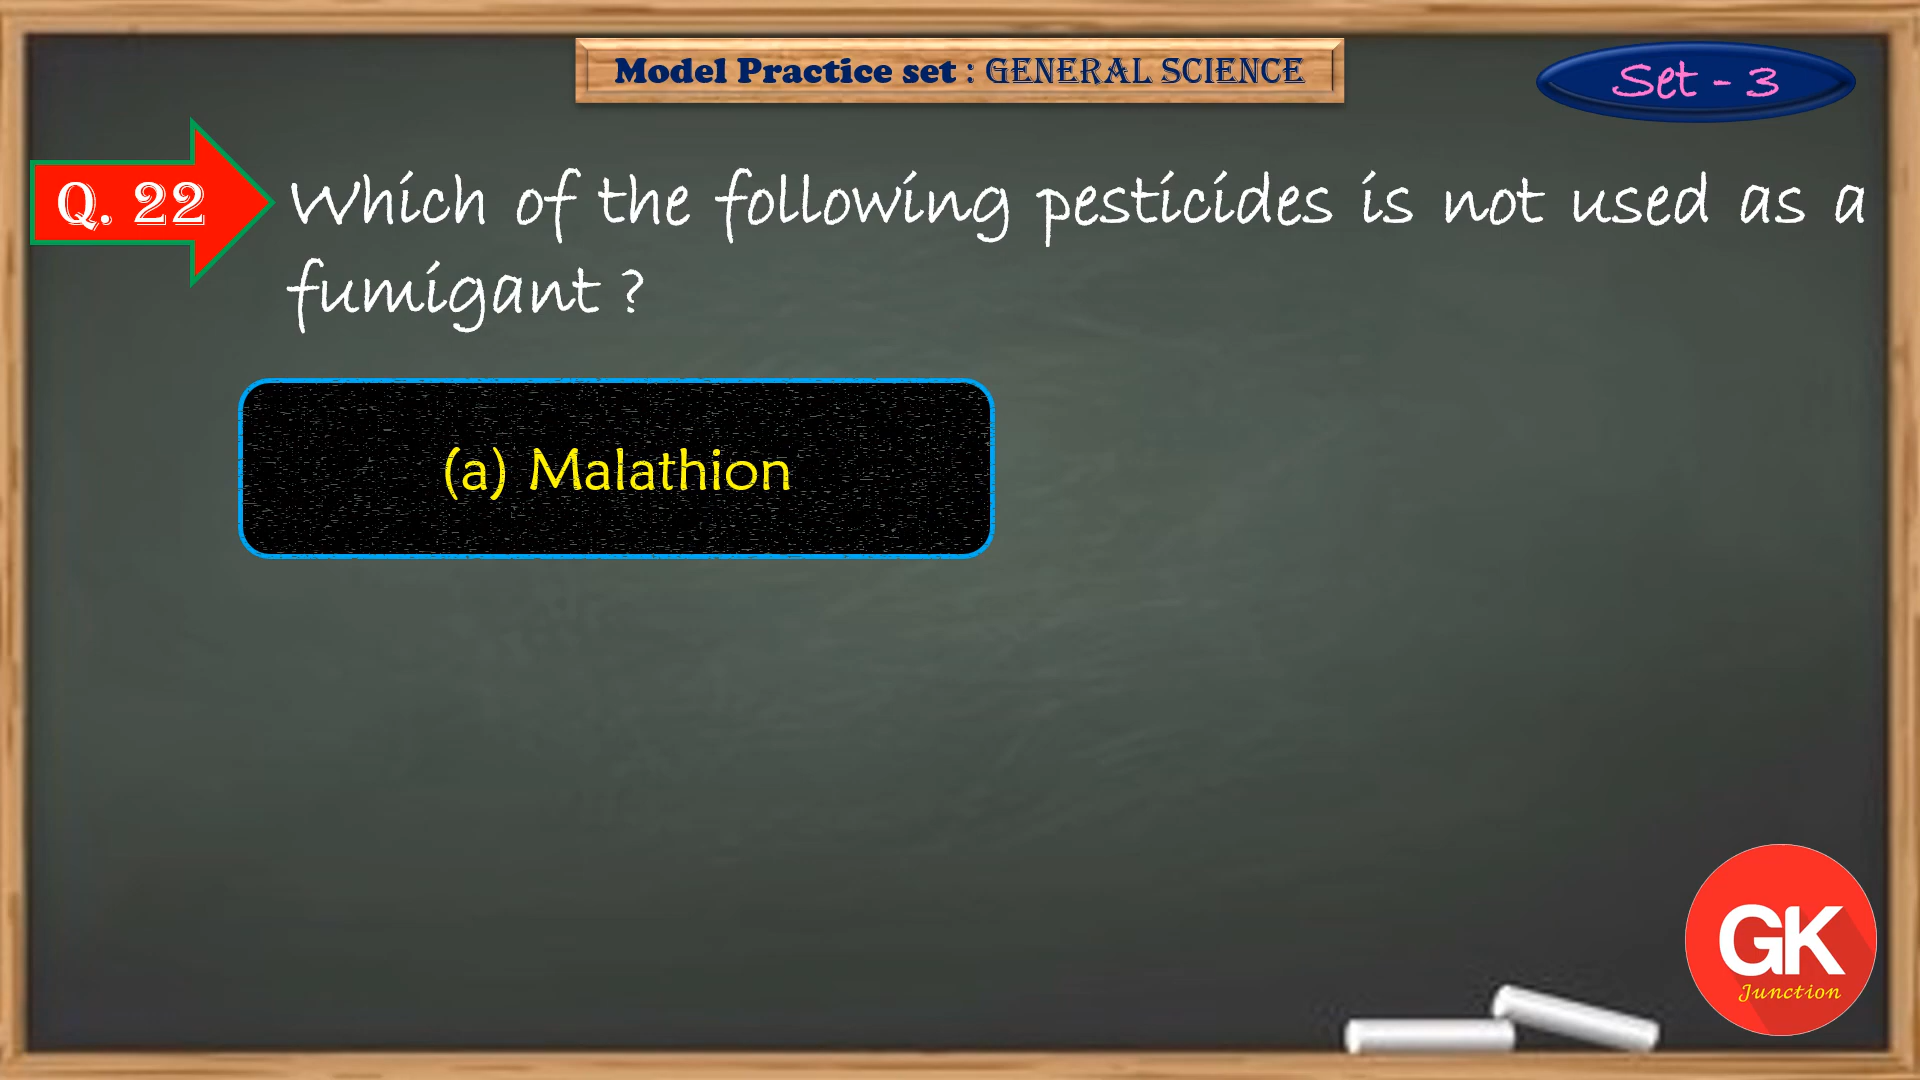 Model Practice set : GENERAL SCIENCE
Set - 3
Q. 22
Which of the following pesticides is not used as a
fumigant ?
(a) Malathion
GK
Junction